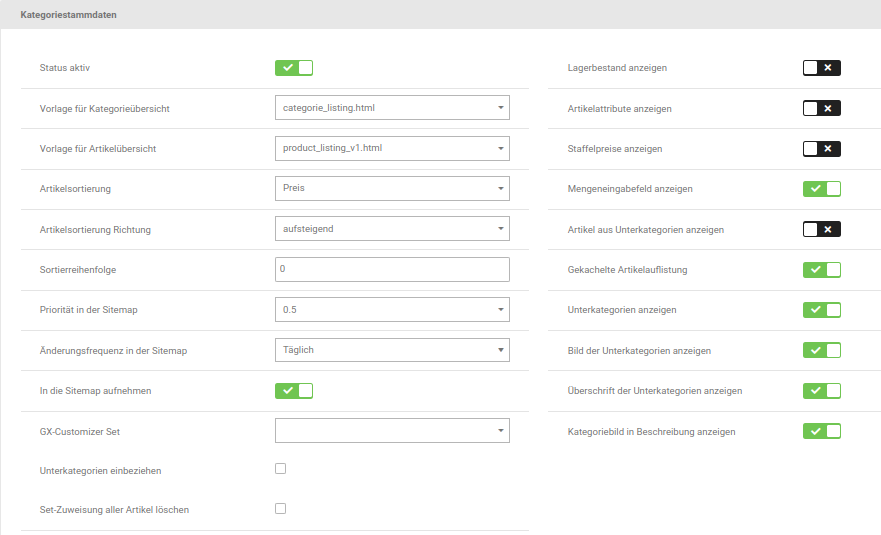 Kategoriestammdaten
Status aktiv
Vorlage für Kategorieübersicht
categorie_listing.html
Vorlage für Artikelübersicht
product_listing_v1.html
Artikelsortierung
Preis
Artikelsortierung Richtung
aufsteigend
Sortierreihenfolge
0
Priorität in der Sitemap
0.5
Änderungsfrequenz in der Sitemap
Täglich
In die Sitemap aufnehmen
GX-Customizer Set
Unterkategorien einbeziehen
Set-Zuweisung aller Artikel löschen
Lagerbestand anzeigen
Artikelattribute anzeigen
Staffelpreise anzeigen
Mengeneingabefeld anzeigen
Artikel aus Unterkategorien anzeigen
Gekachelte Artikelauflistung
Unterkategorien anzeigen
Bild der Unterkategorien anzeigen
Überschrift der Unterkategorien anzeigen
Kategoriebild in Beschreibung anzeigen